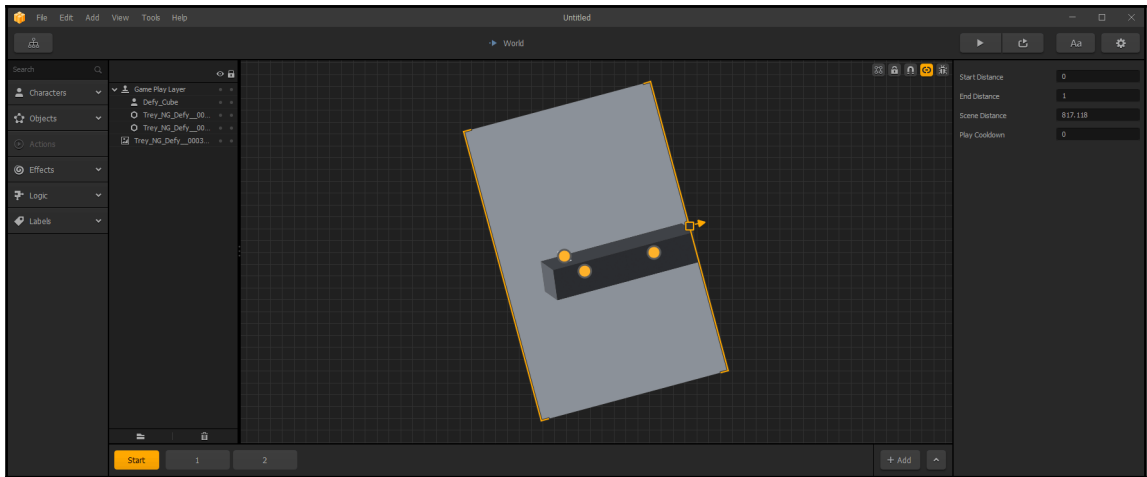 File Edit Add View Tools Help
Untitled
World
Aa
Search
Characters
Objects
Actions
Effects
Logic
Labels
Game Play Layer
Defy_Cube
Trey_NG_Defy__00...
Trey_NG_Defy__00...
Trey_NG_Defy__0003...
Start Distance 0
End Distance 1
Scene Distance 817.118
Play Cooldown 0
Start 1 2
+ Add